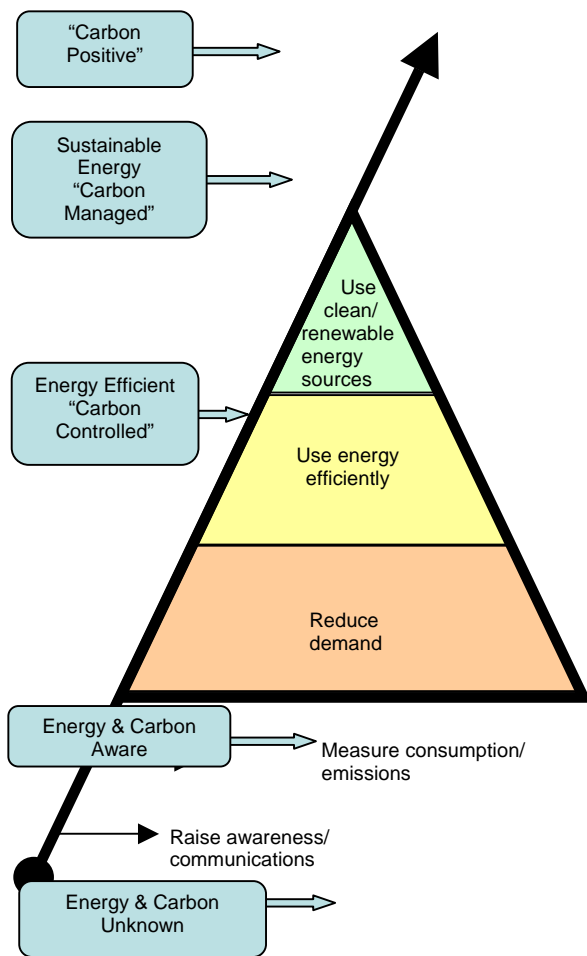 “Carbon
Positive”
Sustainable
Energy
“Carbon
Managed”
Use
clean/
renewable
energy
sources
Energy Efficient
“Carbon
Controlled”
Use energy
efficiently
Reduce
demand
Energy & Carbon
Aware
Measure consumption/
emissions
Raise awareness/
communications
Energy & Carbon
Unknown